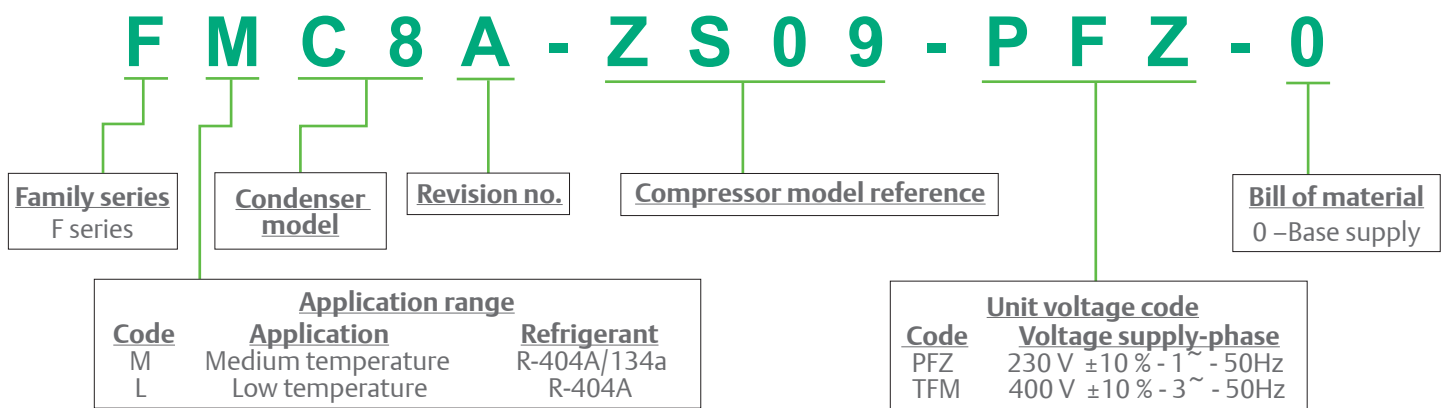 F M C 8 A - Z S 0 9 - P F Z - 0
Family series
F series
Condenser
model
Revision no.
Compressor model reference
Bill of material
0 –Base supply
Application range
Code Application Refrigerant
M Medium temperature R-404A/134a
L Low temperature R-404A
Unit voltage code
Code Voltage supply-phase
PFZ 230 V ±10 % - 1~ - 50Hz
TFM 400 V ±10 % - 3~ - 50Hz